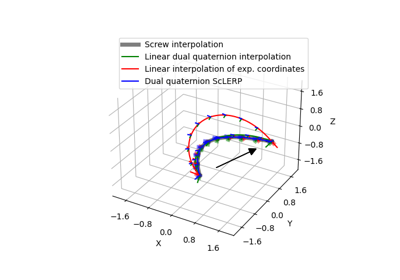 Screw interpolation
Linear dual quaternion interpolation
Linear interpolation of exp. coordinates
Dual quaternion ScLERP
1.6
0.8
0.0
−0.8
−1.6
Z
−1.6
−0.8
0.0
0.8
1.6
X
−1.6
−0.8
0.0
0.8
1.6
Y